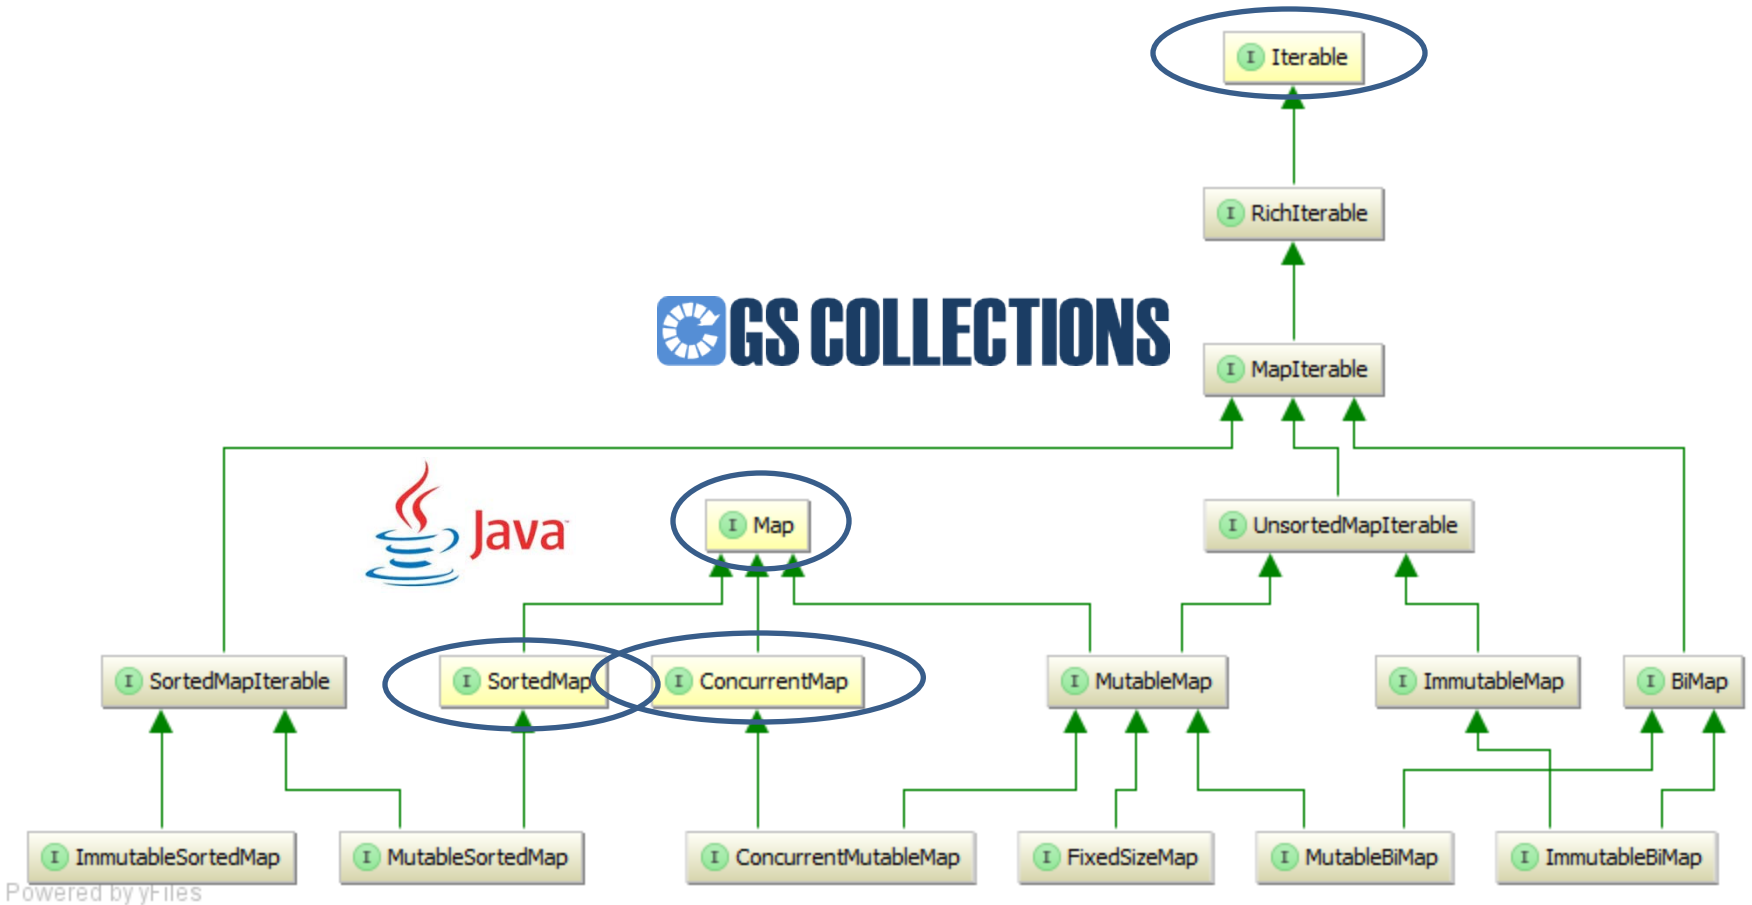 I Iterable
I RichIterable
GS COLLECTIONS
I MapIterable
Java™
I Map
I UnsortedMapIterable
I SortedMapIterable
I SortedMap
I ConcurrentMap
I MutableMap
I ImmutableMap
I BiMap
I ImmutableSortedMap
I MutableSortedMap
I ConcurrentMutableMap
I FixedSizeMap
I MutableBiMap
I ImmutableBiMap
Powered by yFiles